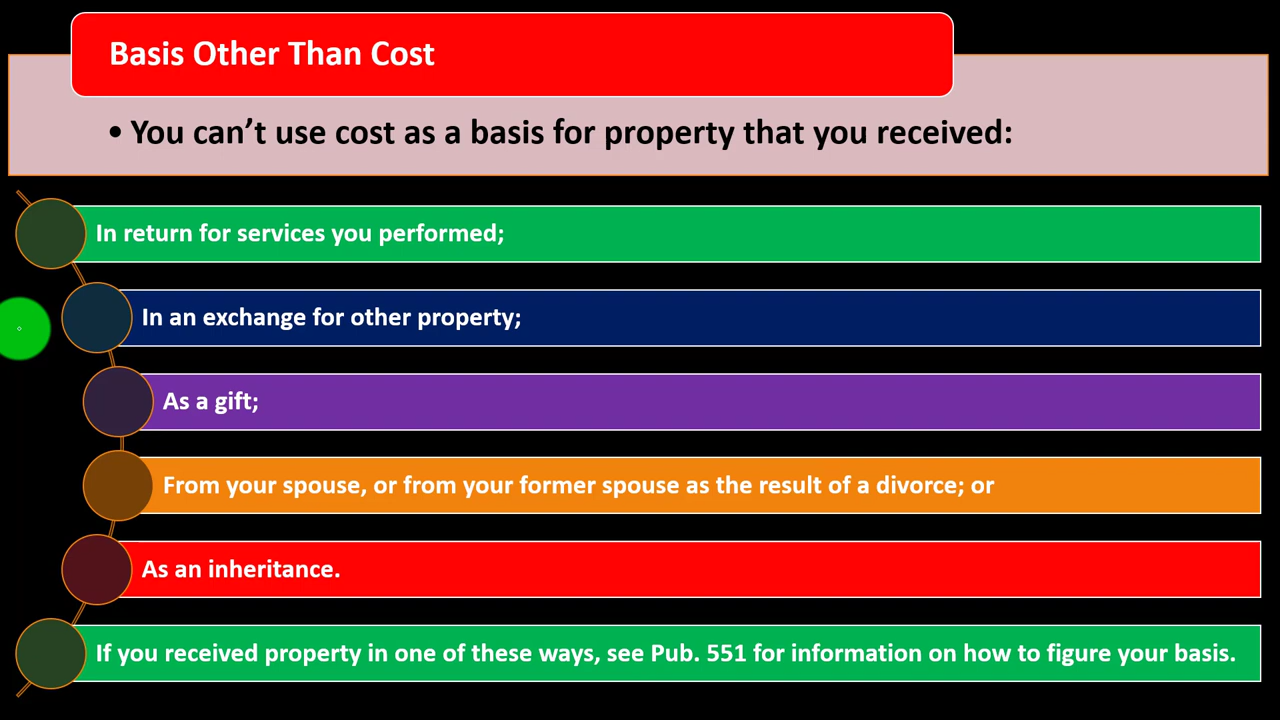 Basis Other Than Cost
• You can’t use cost as a basis for property that you received:
In return for services you performed;
In an exchange for other property;
As a gift;
From your spouse, or from your former spouse as the result of a divorce; or
As an inheritance.
If you received property in one of these ways, see Pub. 551 for information on how to figure your basis.